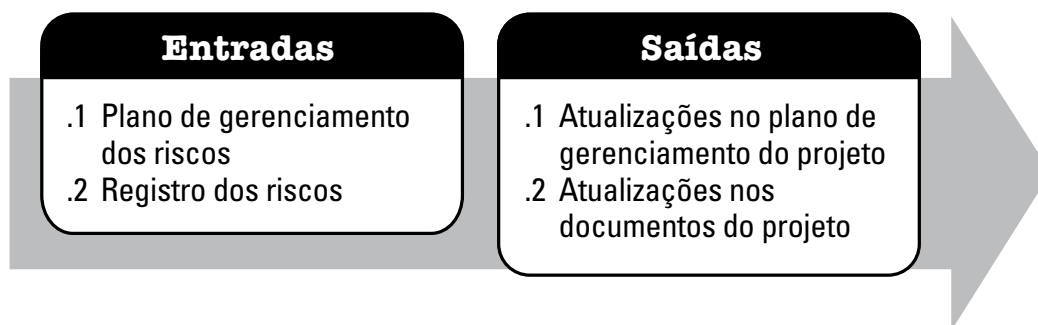 Entradas
.1 Plano de gerenciamento
dos riscos
.2 Registro dos riscos
Saídas
.1 Atualizações no plano de
gerenciamento do projeto
.2 Atualizações nos
documentos do projeto